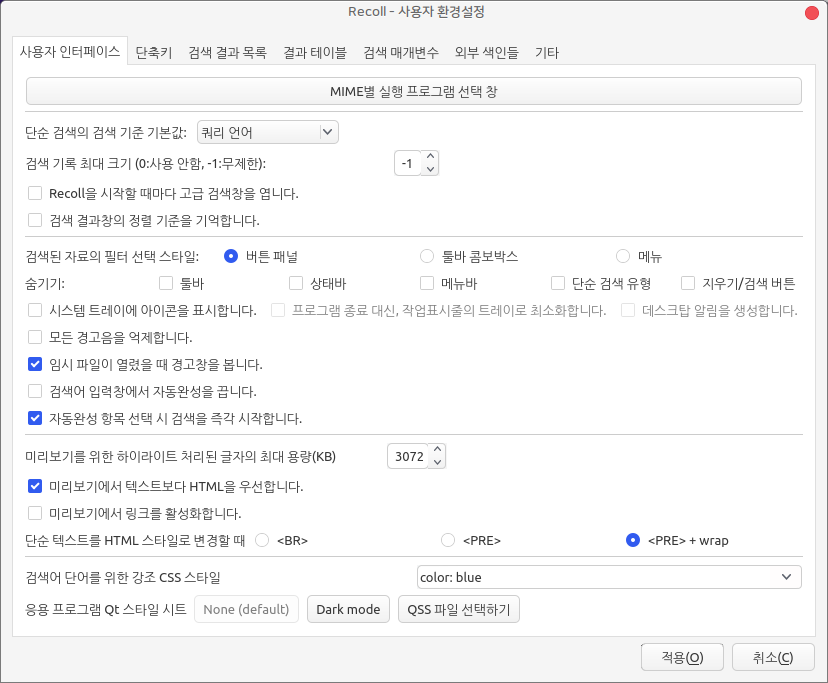 Recoll - 사용자 환경설정
사용자 인터페이스 단축키 검색 결과 목록 결과 테이블 검색 매개변수 외부 색인들 기타
MIME별 실행 프로그램 선택 창
단순 검색의 검색 기준 기본값: 쿼리 언어
검색 기록 최대 크기 (0:사용 안함, -1:무제한): -1
Recoll을 시작할 때마다 고급 검색창을 엽니다.
검색 결과창의 정렬 기준을 기억합니다.
검색된 자료의 필터 선택 스타일: 버튼 패널 툴바 콤보박스 메뉴
숨기기: 툴바 상태바 메뉴바 단순 검색 유형 지우기/검색 버튼
시스템 트레이에 아이콘을 표시합니다. 프로그램 종료 대신, 작업표시줄의 트레이로 최소화합니다. 데스크탑 알림을 생성합니다.
모든 경고음을 억제합니다.
임시 파일이 열렸을 때 경고창을 봅니다.
검색어 입력창에서 자동완성을 끕니다.
자동완성 항목 선택 시 검색을 즉각 시작합니다.
미리보기를 위한 하이라이트 처리된 글자의 최대 용량(KB) 3072
미리보기에서 텍스트보다 HTML을 우선합니다.
미리보기에서 링크를 활성화합니다.
단순 텍스트를 HTML 스타일로 변경할 때 <BR> <PRE> <PRE> + wrap
검색어 단어를 위한 강조 CSS 스타일 color: blue
응용 프로그램 Qt 스타일 시트 None (default) Dark mode QSS 파일 선택하기
적용(O) 취소(C)